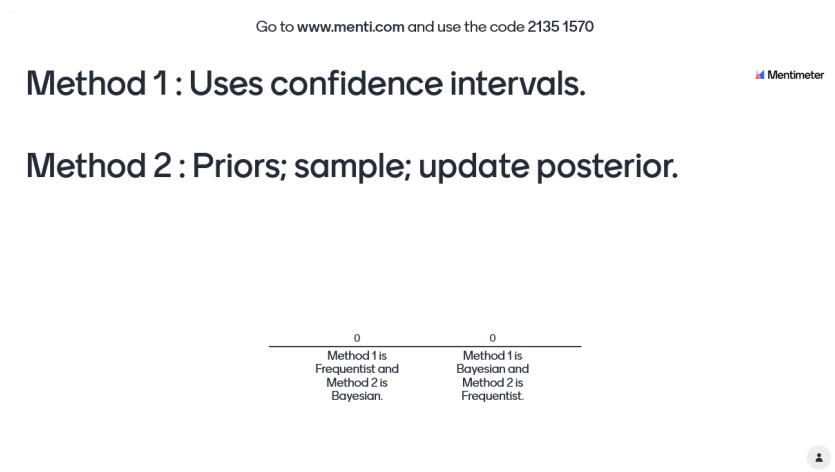 Go to www.menti.com and use the code 2135 1570
Method 1 : Uses confidence intervals.
Mentimeter
Method 2 : Priors; sample; update posterior.
0
0
Method 1 is
Frequentist and
Method 2 is
Bayesian.
Method 1 is
Bayesian and
Method 2 is
Frequentist.